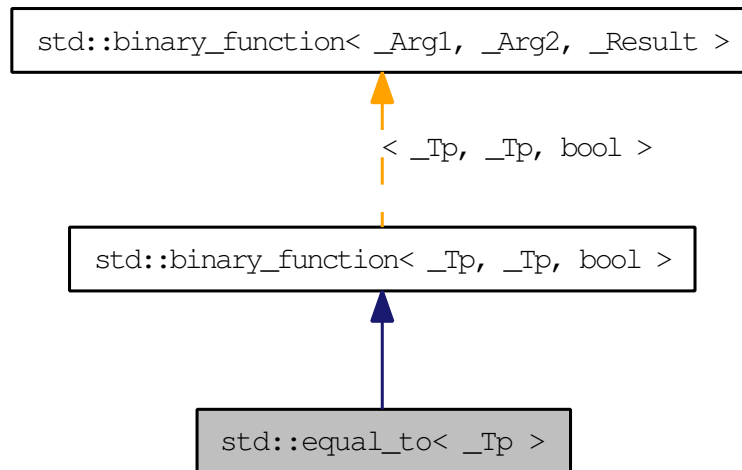 std::binary_function< _Arg1, _Arg2, _Result >
< _Tp, _Tp, bool >
std::binary_function< _Tp, _Tp, bool >
std::equal_to< _Tp >